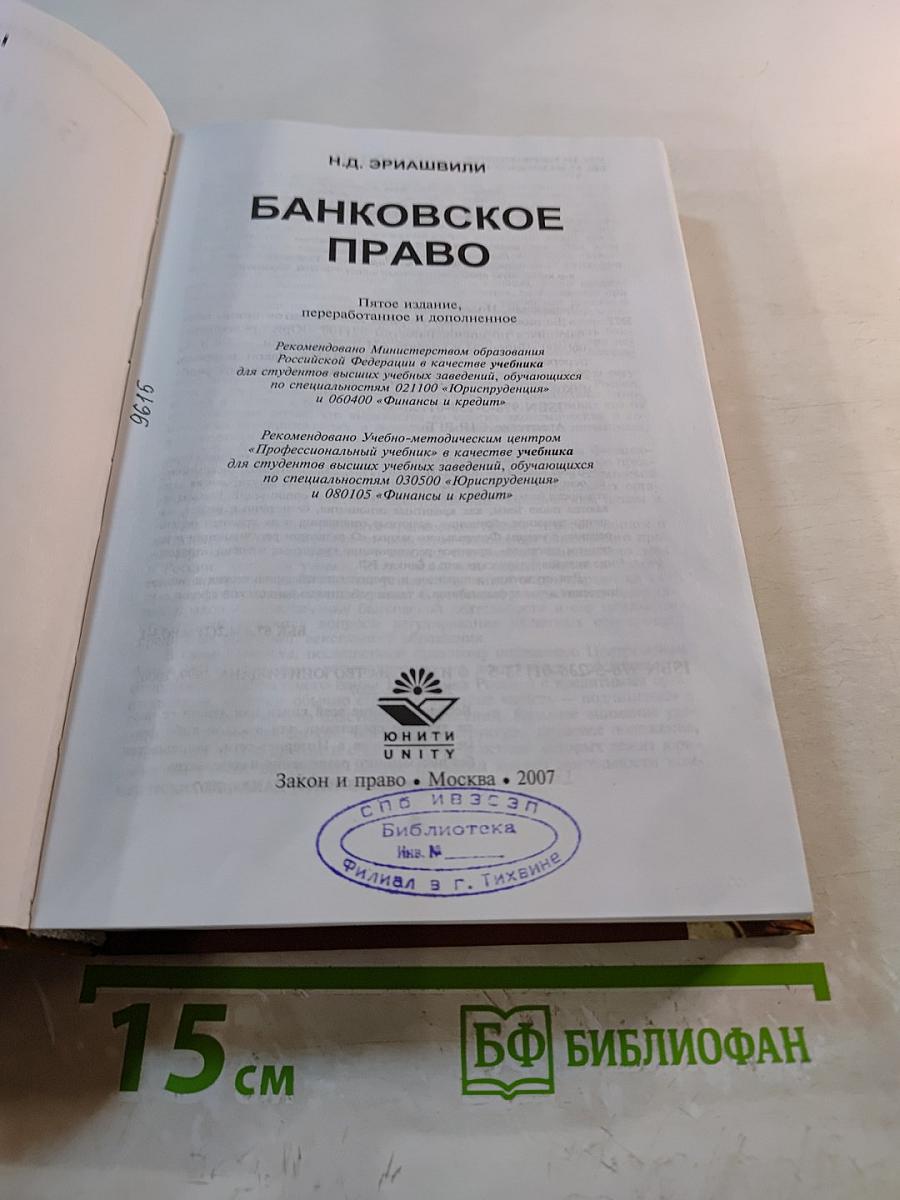 Н.Д. ЭРИАШВИЛИ
БАНКОВСКОЕ
ПРАВО
Пятое издание,
переработанное и дополненное
Рекомендовано Министерством образования
Российской Федерации в качестве учебника
для студентов высших учебных заведений, обучающихся
по специальностям 021100 «Юриспруденция»
и 060400 «Финансы и кредит»
9616
Рекомендовано Учебно-методическим центром
«Профессиональный учебник» в качестве учебника
для студентов высших учебных заведений, обучающихся
по специальностям 030500 «Юриспруденция»
и 080105 «Финансы и кредит»
ЮНИТИ
UNITY
Закон и право • Москва • 2007
СПб ИВЭСЭП
Библиотека
Инв. №
Филиал в г. Тихвине
15 см
БФ БИБЛИОФАН